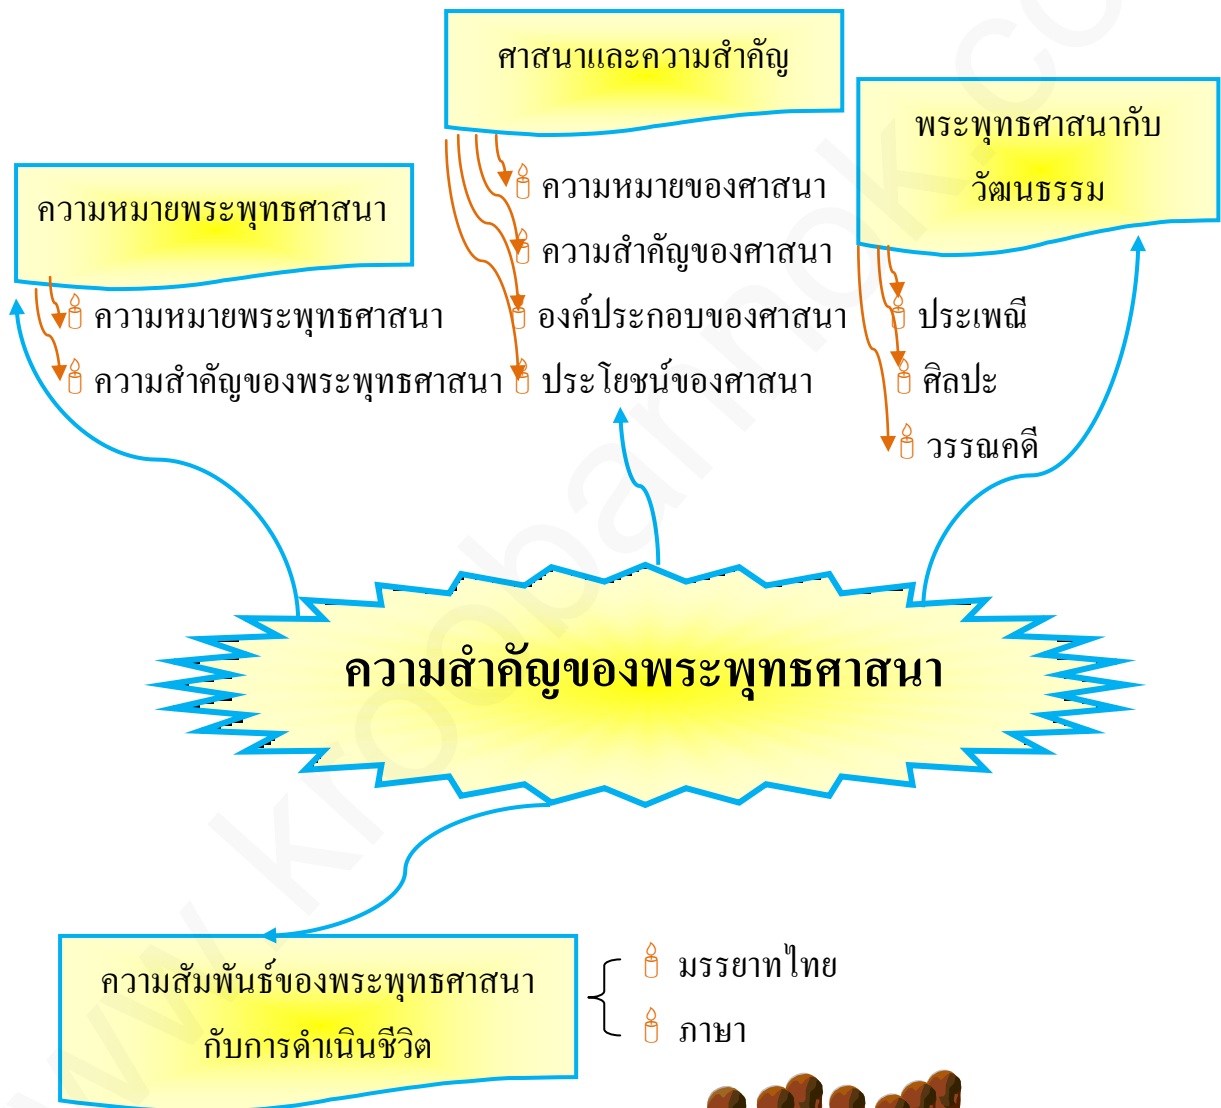 ศาสนาและความสำคัญ
พระพุทธศาสนากับ
วัฒนธรรม
ความหมายพระพุทธศาสนา
ความหมายของศาสนา
ความสำคัญของศาสนา
องค์ประกอบของศาสนา
ประโยชน์ของศาสนา
ความหมายพระพุทธศาสนา
ความสำคัญของพระพุทธศาสนา
ประเพณี
ศิลปะ
วรรณคดี
ความสำคัญของพระพุทธศาสนา
ความสัมพันธ์ของพระพุทธศาสนา
กับการดำเนินชีวิต
มรรยาทไทย
ภาษา